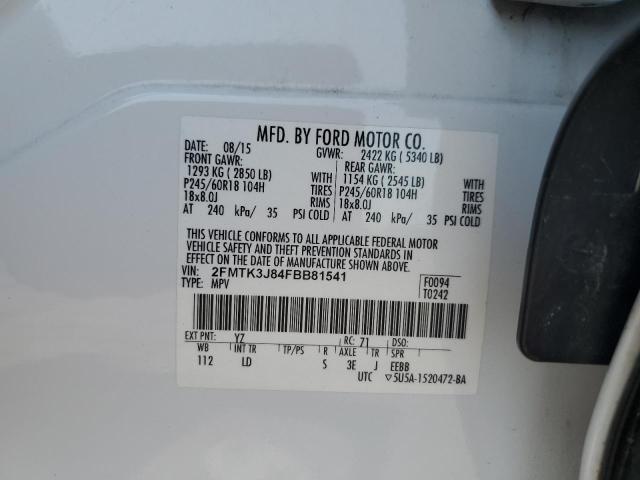 MFD. BY FORD MOTOR CO.
DATE: 08/15 GVWR: 2422 KG ( 5340 LB)
FRONT GAWR: REAR GAWR:
1293 KG ( 2850 LB) 1154 KG ( 2545 LB)
P245/60R18 104H TIRES P245/60R18 104H TIRES
18x8.0J RIMS 18x8.0J RIMS
AT 240 kPa/ 35 PSI COLD AT 240 kPa/ 35 PSI COLD
THIS VEHICLE CONFORMS TO ALL APPLICABLE FEDERAL MOTOR
VEHICLE SAFETY AND THEFT PREVENTION STANDARDS IN
EFFECT ON THE DATE OF MANUFACTURE SHOWN ABOVE.
VIN: 2FMTK3J84FBB81541 F0094
TYPE: MPV T0242
EXT PNT: YZ RC: 71 DSO:
WB INT TR TP/PS R AXLE TR SPR
112 LD S 3E J EEBB
UTC ▽5U5A-1520472-BA